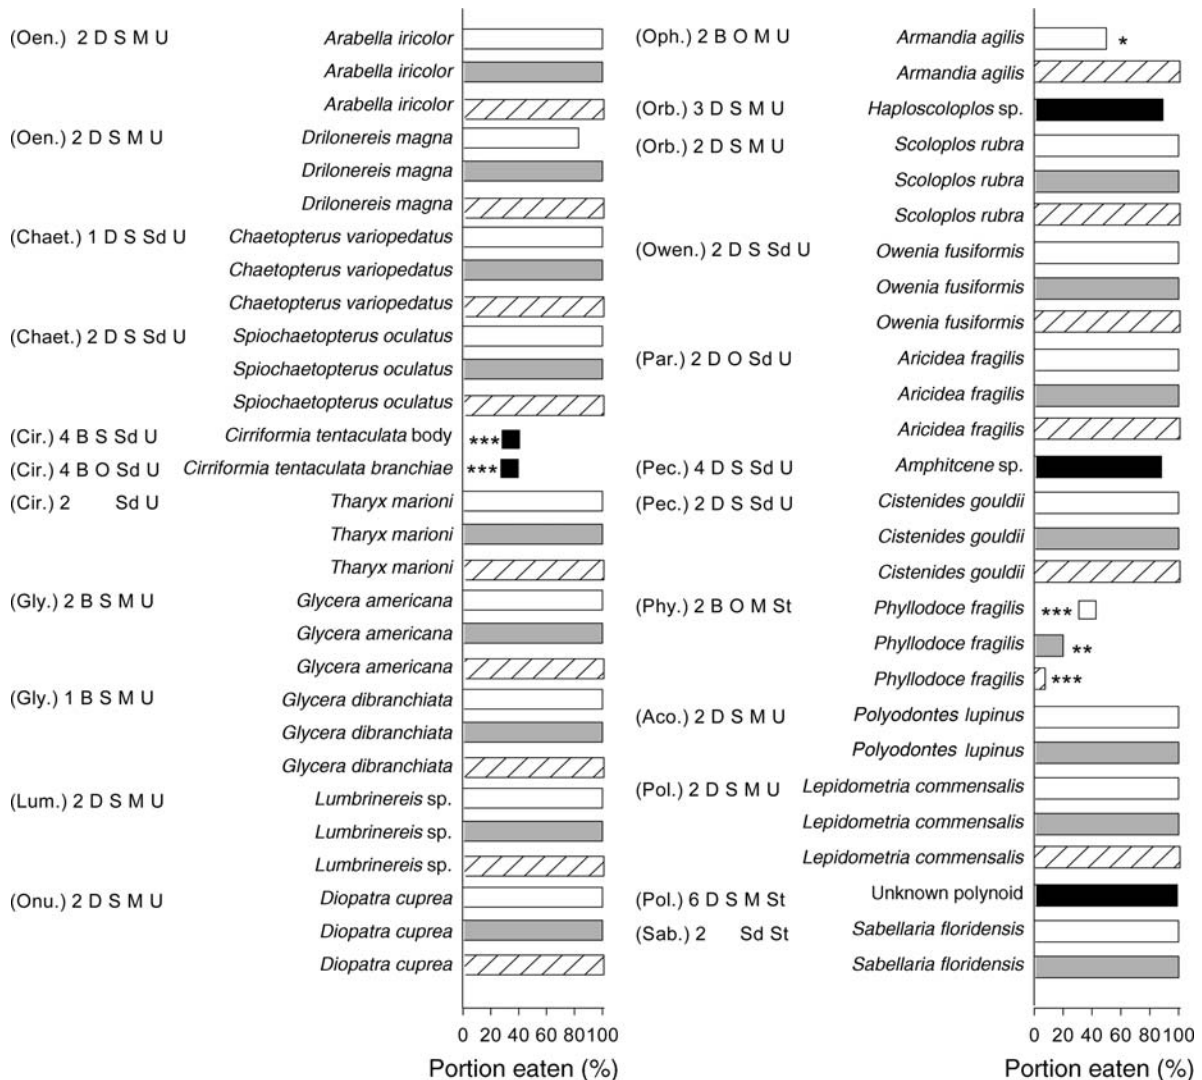 (Oen.) 2 D S M U Arabella iricolor
Arabella iricolor
Arabella iricolor
(Oen.) 2 D S M U Drilonereis magna
Drilonereis magna
Drilonereis magna
(Chaet.) 1 D S Sd U Chaetopterus variopedatus
Chaetopterus variopedatus
Chaetopterus variopedatus
(Chaet.) 2 D S Sd U Spiochaetopterus oculatus
Spiochaetopterus oculatus
Spiochaetopterus oculatus
(Cir.) 4 B S Sd U Cirriformia tentaculata body ***
(Cir.) 4 B O Sd U Cirriformia tentaculata branchiae ***
(Cir.) 2 Sd U Tharyx marioni
Tharyx marioni
Tharyx marioni
(Gly.) 2 B S M U Glycera americana
Glycera americana
Glycera americana
(Gly.) 1 B S M U Glycera dibranchiata
Glycera dibranchiata
Glycera dibranchiata
(Lum.) 2 D S M U Lumbrinereis sp.
Lumbrinereis sp.
Lumbrinereis sp.
(Onu.) 2 D S M U Diopatra cuprea
Diopatra cuprea
Diopatra cuprea
0 20 40 60 80 100
Portion eaten (%)
(Oph.) 2 B O M U Armandia agilis *
Armandia agilis
(Orb.) 3 D S M U Haploscoloplos sp.
(Orb.) 2 D S M U Scoloplos rubra
Scoloplos rubra
Scoloplos rubra
(Owen.) 2 D S Sd U Owenia fusiformis
Owenia fusiformis
Owenia fusiformis
(Par.) 2 D O Sd U Aricidea fragilis
Aricidea fragilis
Aricidea fragilis
(Pec.) 4 D S Sd U Amphitcene sp.
(Pec.) 2 D S Sd U Cistenides gouldii
Cistenides gouldii
Cistenides gouldii
(Phy.) 2 B O M St Phyllodoce fragilis ***
Phyllodoce fragilis **
Phyllodoce fragilis ***
(Aco.) 2 D S M U Polyodontes lupinus
Polyodontes lupinus
(Pol.) 2 D S M U Lepidometria commensalis
Lepidometria commensalis
Lepidometria commensalis
(Pol.) 6 D S M St Unknown polynoid
(Sab.) 2 Sd St Sabellaria floridensis
Sabellaria floridensis
0 20 40 60 80 100
Portion eaten (%)